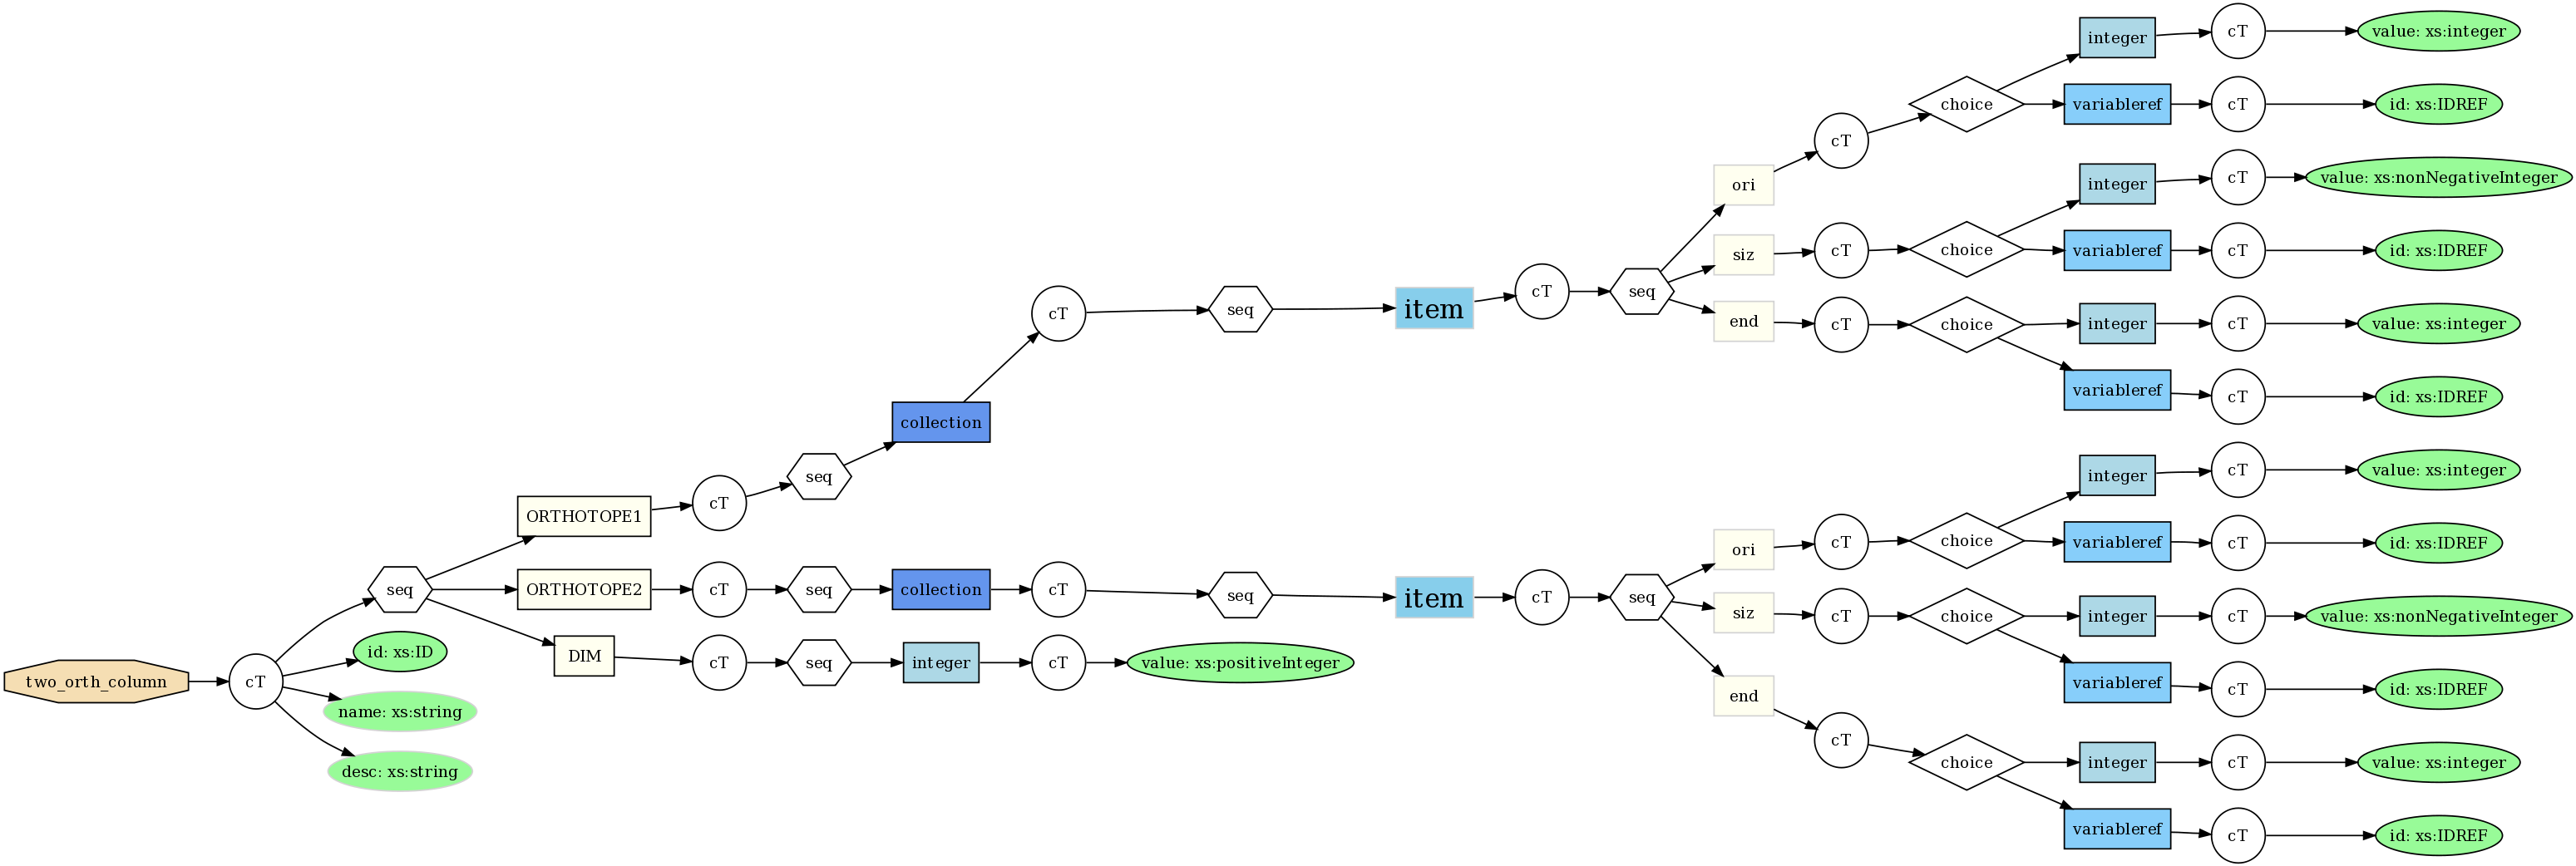 two_orth_column
cT
seq
id: xs:ID
name: xs:string
desc: xs:string
ORTHOTOPE1
cT
seq
collection
cT
seq
item
cT
seq
ori
cT
choice
integer
cT
value: xs:integer
variableref
cT
id: xs:IDREF
siz
cT
choice
integer
cT
value: xs:nonNegativeInteger
variableref
cT
id: xs:IDREF
end
cT
choice
integer
cT
value: xs:integer
variableref
cT
id: xs:IDREF
ORTHOTOPE2
cT
seq
collection
cT
seq
item
cT
seq
ori
cT
choice
integer
cT
value: xs:integer
variableref
cT
id: xs:IDREF
siz
cT
choice
integer
cT
value: xs:nonNegativeInteger
variableref
cT
id: xs:IDREF
end
cT
choice
integer
cT
value: xs:integer
variableref
cT
id: xs:IDREF
DIM
cT
seq
integer
cT
value: xs:positiveInteger